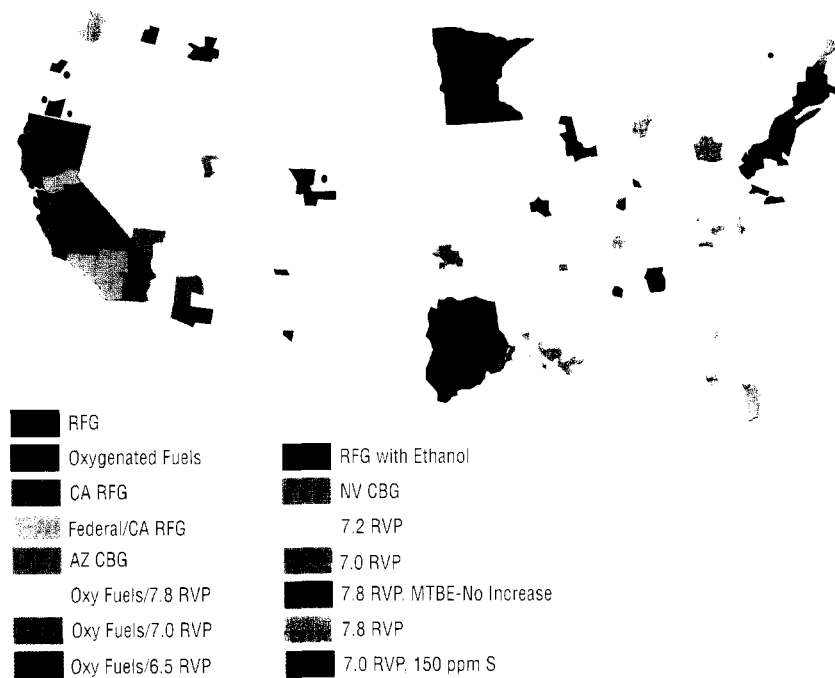 RFG
Oxygenated Fuels
CA RFG
Federal/CA RFG
AZ CBG
Oxy Fuels/7.8 RVP
Oxy Fuels/7.0 RVP
Oxy Fuels/6.5 RVP
RFG with Ethanol
NV CBG
7.2 RVP
7.0 RVP
7.8 RVP. MTBE-No Increase
7.8 RVP
7.0 RVP, 150 ppm S